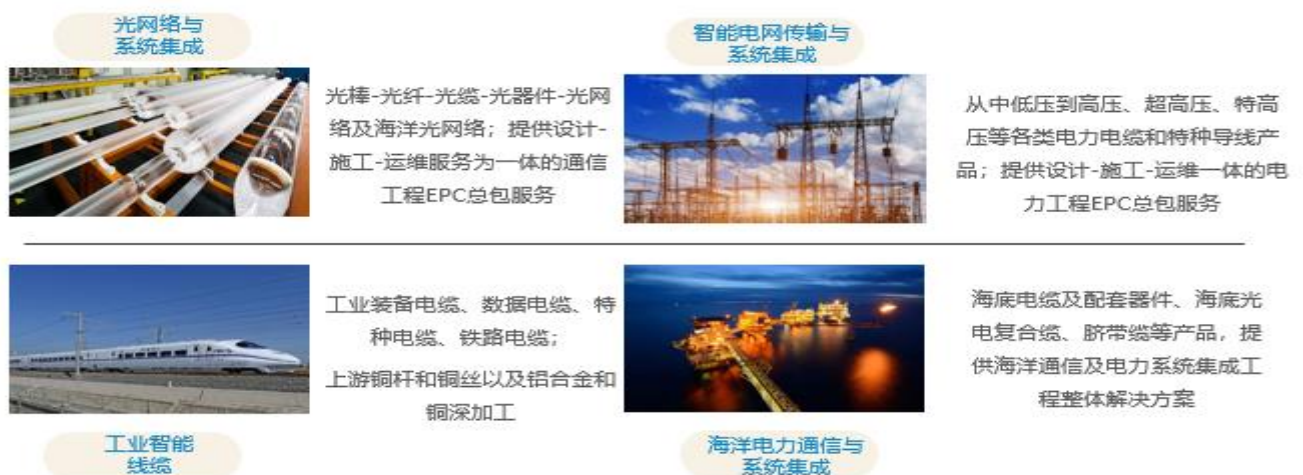 光网络与
系统集成
光棒-光纤-光缆-光器件-光网
络及海洋光网络；提供设计-
施工-运维服务为一体的通信
工程EPC总包服务
智能电网传输与
系统集成
从中低压到高压、超高压、特高
压等各类电力电缆和特种导线产
品；提供设计-施工-运维一体的电
力工程EPC总包服务
工业装备电缆、数据电缆、特
种电缆、铁路电缆；
上游铜杆和铜丝以及铝合金和
铜深加工
工业智能
线缆
海底电缆及配套器件、海底光
电复合缆、脐带缆等产品，提
供海洋通信及电力系统集成工
程整体解决方案
海洋电力通信与
系统集成